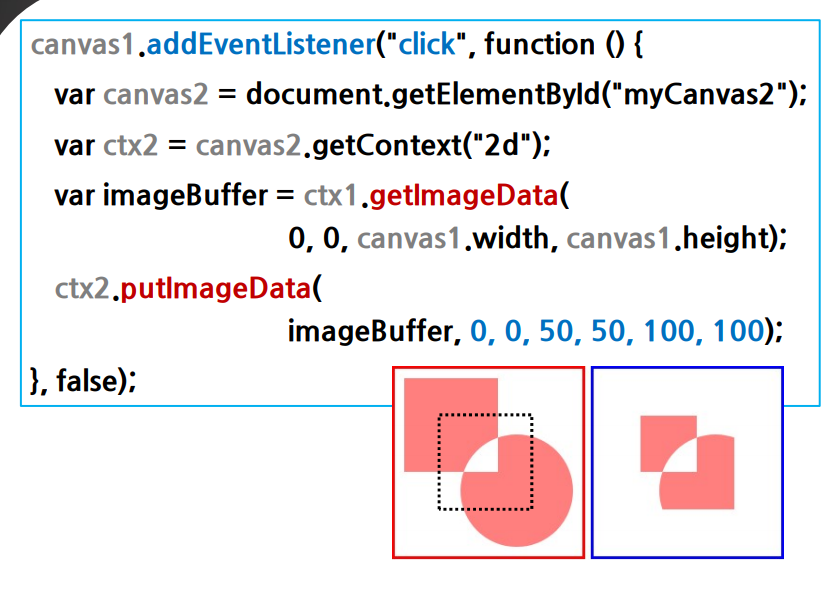 canvas1.addEventListener("click", function () {
var canvas2 = document.getElementById("myCanvas2");
var ctx2 = canvas2.getContext("2d");
var imageBuffer = ctx1.getImageData(
0, 0, canvas1.width, canvas1.height);
ctx2.putImageData(
imageBuffer, 0, 0, 50, 50, 100, 100);
}, false);